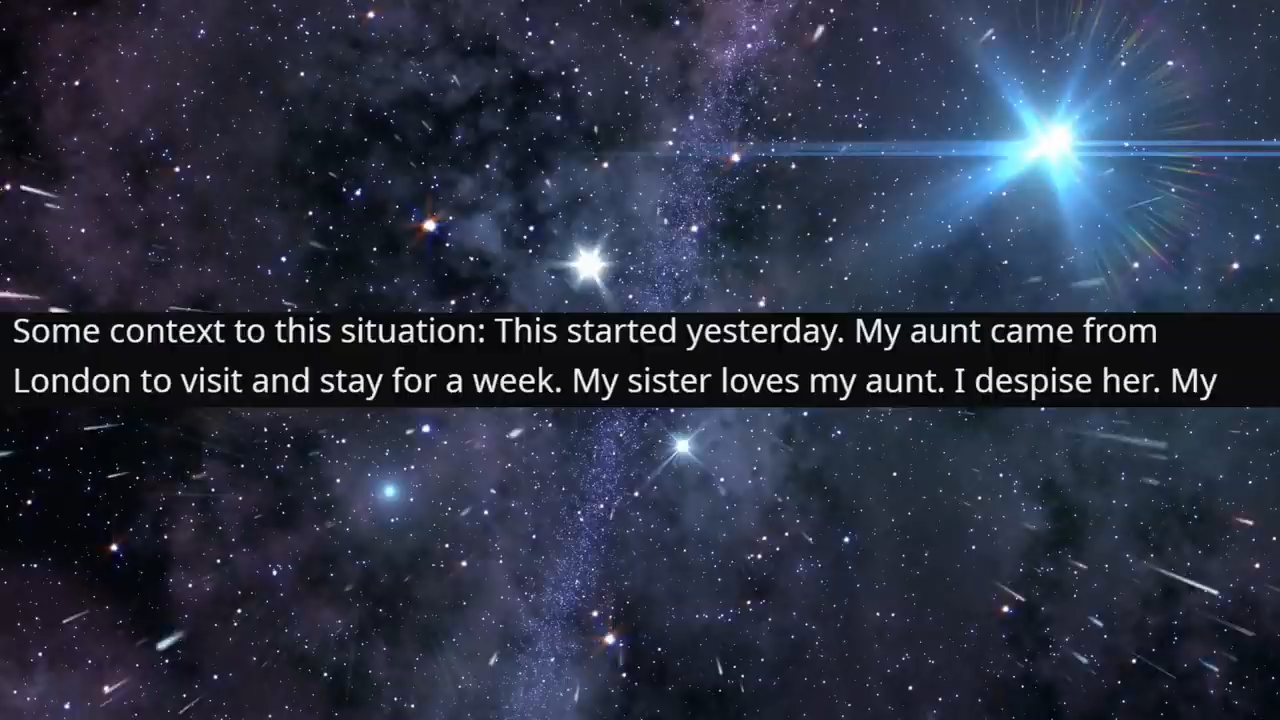 Some context to this situation: This started yesterday. My aunt came from
London to visit and stay for a week. My sister loves my aunt. I despise her. My